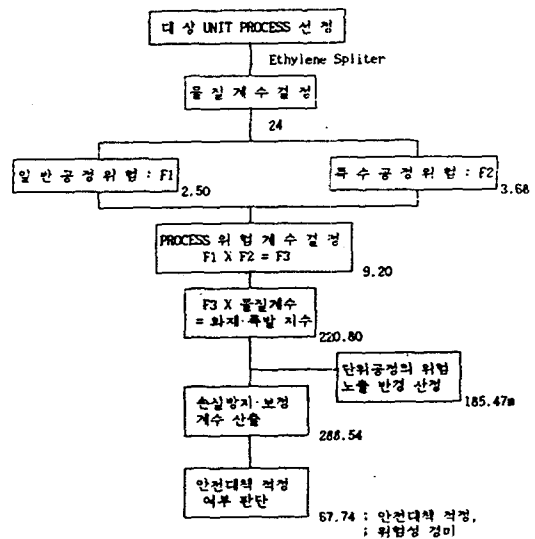 대상 UNIT PROCESS 선정
Ethylene Spliter
물질계수결정
24
일반공정위험 : F1
2.50
특수공정위험 : F2
3.68
PROCESS 위험계수결정
F1 X F2 = F3
9.20
F3 X 물질계수
= 화재·폭발 지수
220.80
단위공정의 위험
노출 반경 산정
185.47m
손실방지·보정
계수 산출
288.54
안전대책 적정
여부 판단
67.74 ; 안전대책 적정,
; 위험성 경미